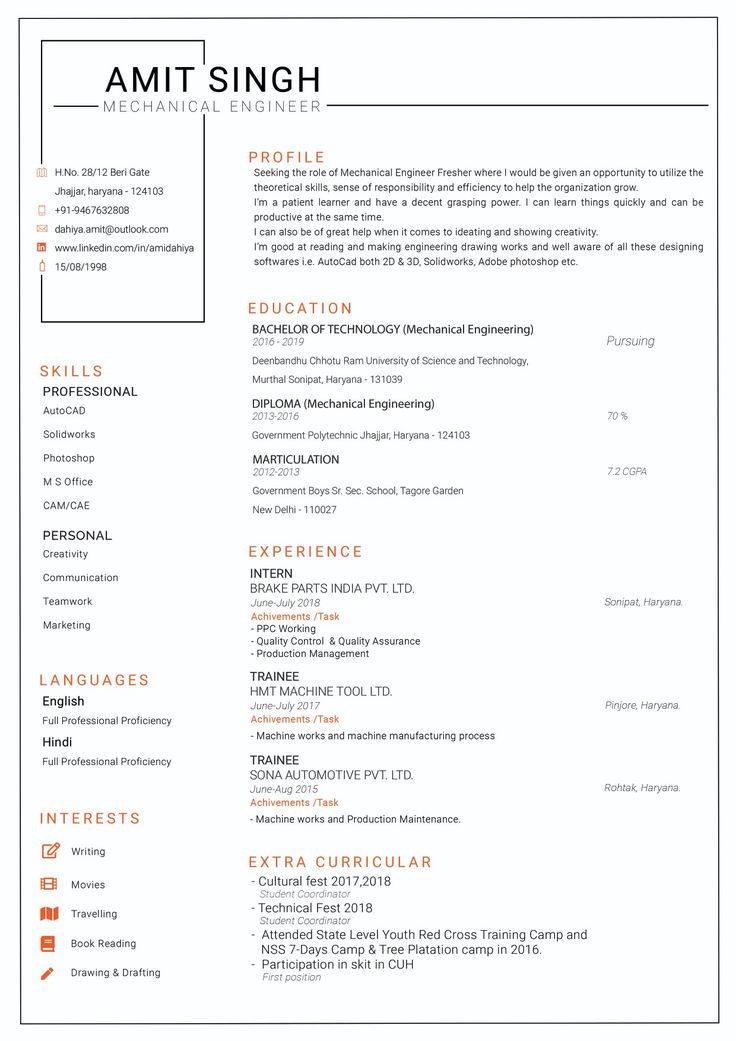 AMIT SINGH
MECHANICAL ENGINEER
H.No. 28/12 Beri Gate
Jhajjar, haryana - 124103
+91-9467632808
dahiya.amit@outlook.com
www.linkedin.com/in/amidahiya
15/08/1998
SKILLS
PROFESSIONAL
AutoCAD
Solidworks
Photoshop
M S Office
CAM/CAE
PERSONAL
Creativity
Communication
Teamwork
Marketing
LANGUAGES
English
Full Professional Proficiency
Hindi
Full Professional Proficiency
INTERESTS
Writing
Movies
Travelling
Book Reading
Drawing & Drafting
PROFILE
Seeking the role of Mechanical Engineer Fresher where I would be given an opportunity to utilize the
theoretical skills, sense of responsibility and efficiency to help the organization grow.
I'm a patient learner and have a decent grasping power. I can learn things quickly and can be
productive at the same time.
I can also be of great help when it comes to ideating and showing creativity.
I'm good at reading and making engineering drawing works and well aware of all these designing
softwares i.e. AutoCad both 2D & 3D, Solidworks, Adobe photoshop etc.
EDUCATION
BACHELOR OF TECHNOLOGY (Mechanical Engineering)
2016 - 2019 Pursuing
Deenbandhu Chhotu Ram University of Science and Technology,
Murthal Sonipat, Haryana - 131039
DIPLOMA (Mechanical Engineering)
2013-2016 70 %
Government Polytechnic Jhajjar, Haryana - 124103
MARTICULATION
2012-2013 7.2 CGPA
Government Boys Sr. Sec. School, Tagore Garden
New Delhi - 110027
EXPERIENCE
INTERN
BRAKE PARTS INDIA PVT. LTD.
June-July 2018 Sonipat, Haryana.
Achivements /Task
- PPC Working
- Quality Control & Quality Assurance
- Production Management
TRAINEE
HMT MACHINE TOOL LTD.
June-July 2017 Pinjore, Haryana.
Achivements /Task
- Machine works and machine manufacturing process
TRAINEE
SONA AUTOMOTIVE PVT. LTD.
June-Aug 2015 Rohtak, Haryana.
Achivements /Task
- Machine works and Production Maintenance.
EXTRA CURRICULAR
- Cultural fest 2017,2018
Student Coordinator
- Technical Fest 2018
Student Coordinator
- Attended State Level Youth Red Cross Training Camp and
NSS 7-Days Camp & Tree Platation camp in 2016.
- Participation in skit in CUH
First position